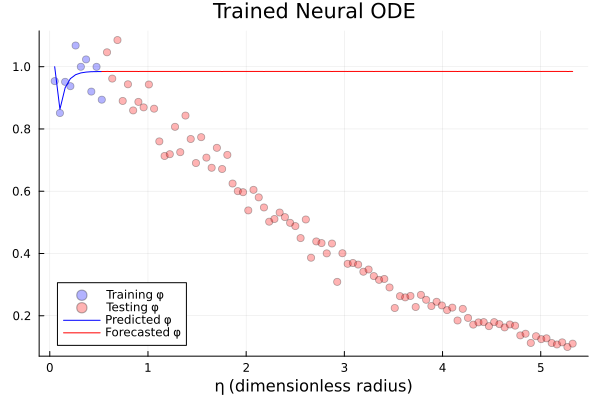 Trained Neural ODE
1.0
0.8
0.6
0.4
0.2
Training φ
Testing φ
Predicted φ
Forecasted φ
0 1 2 3 4 5
η (dimensionless radius)